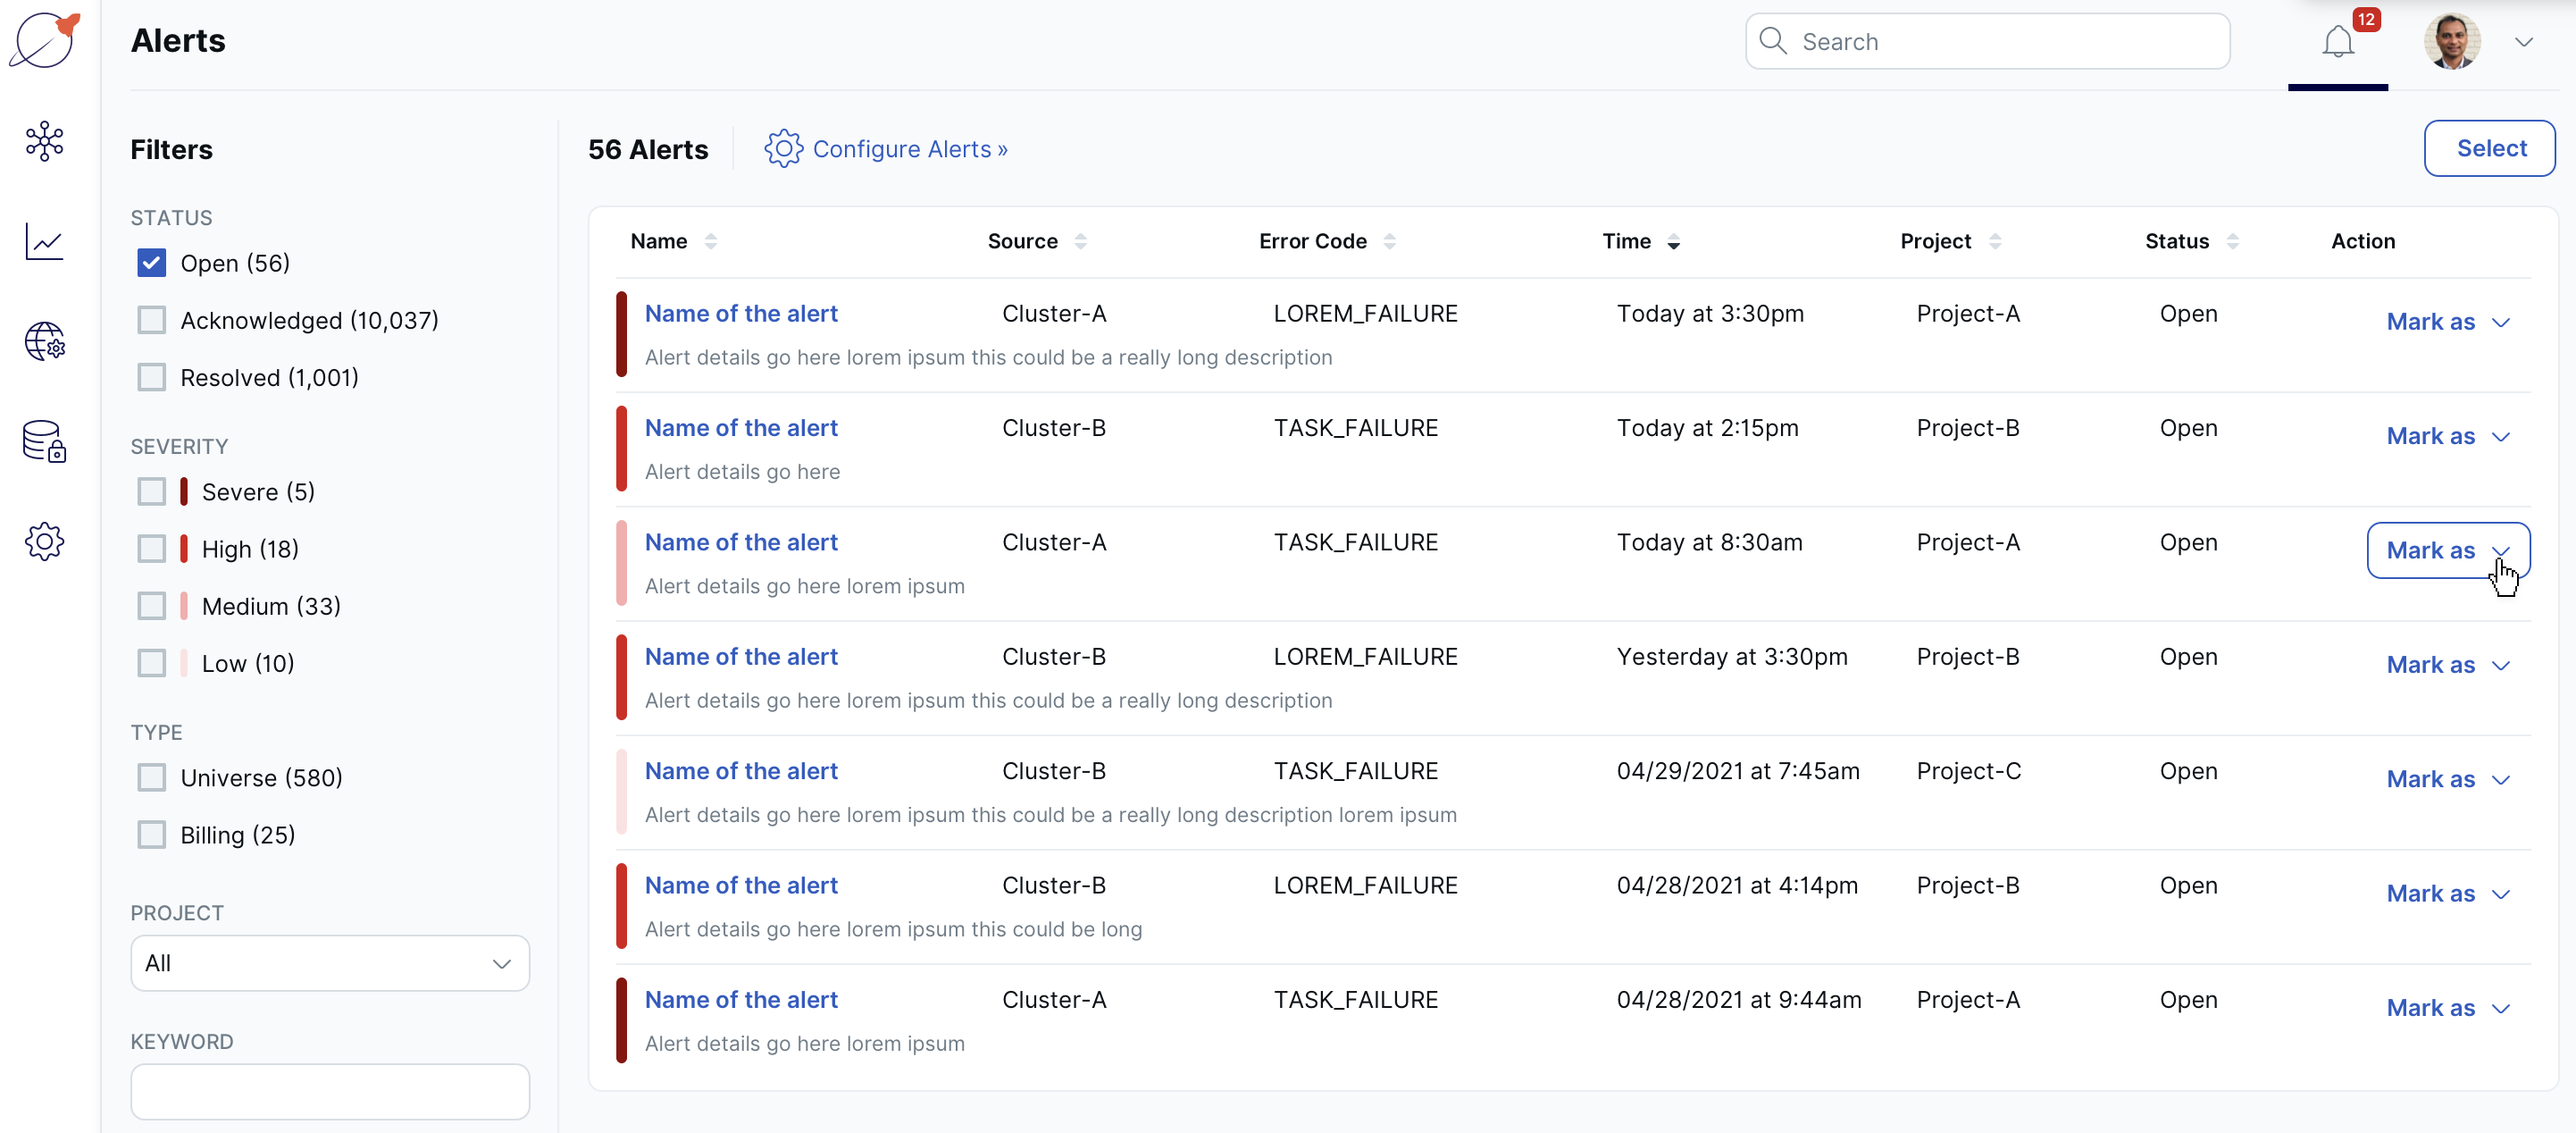 Alerts
Search
12
Filters
56 Alerts
Configure Alerts »
Select
STATUS
Open (56)
Acknowledged (10,037)
Resolved (1,001)
SEVERITY
Severe (5)
High (18)
Medium (33)
Low (10)
TYPE
Universe (580)
Billing (25)
PROJECT
All
KEYWORD
Name Source Error Code Time Project Status Action
Name of the alert Cluster-A LOREM_FAILURE Today at 3:30pm Project-A Open Mark as
Alert details go here lorem ipsum this could be a really long description
Name of the alert Cluster-B TASK_FAILURE Today at 2:15pm Project-B Open Mark as
Alert details go here
Name of the alert Cluster-A TASK_FAILURE Today at 8:30am Project-A Open Mark as
Alert details go here lorem ipsum
Name of the alert Cluster-B LOREM_FAILURE Yesterday at 3:30pm Project-B Open Mark as
Alert details go here lorem ipsum this could be a really long description
Name of the alert Cluster-B TASK_FAILURE 04/29/2021 at 7:45am Project-C Open Mark as
Alert details go here lorem ipsum this could be a really long description lorem ipsum
Name of the alert Cluster-B LOREM_FAILURE 04/28/2021 at 4:14pm Project-B Open Mark as
Alert details go here lorem ipsum this could be long
Name of the alert Cluster-A TASK_FAILURE 04/28/2021 at 9:44am Project-A Open Mark as
Alert details go here lorem ipsum